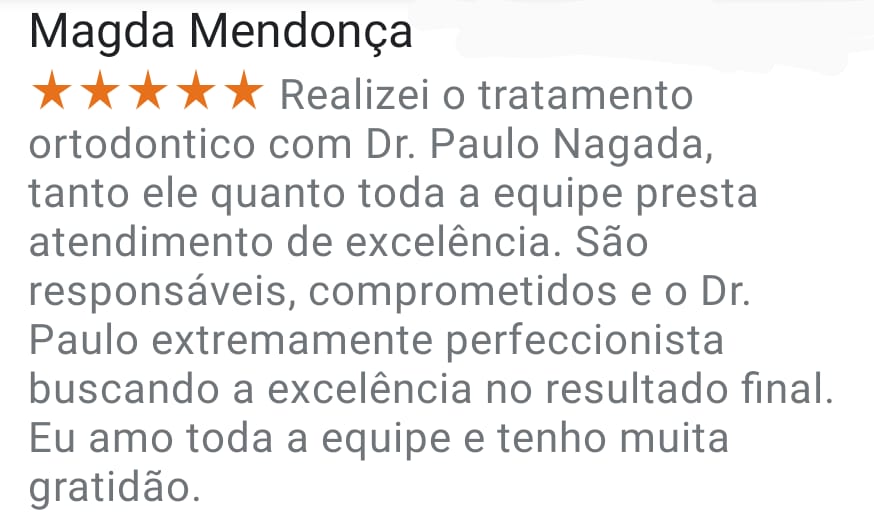 Magda Mendonça
★★★★★ Realizei o tratamento
ortodontico com Dr. Paulo Nagada,
tanto ele quanto toda a equipe presta
atendimento de excelência. São
responsáveis, comprometidos e o Dr.
Paulo extremamente perfeccionista
buscando a excelência no resultado final.
Eu amo toda a equipe e tenho muita
gratidão.